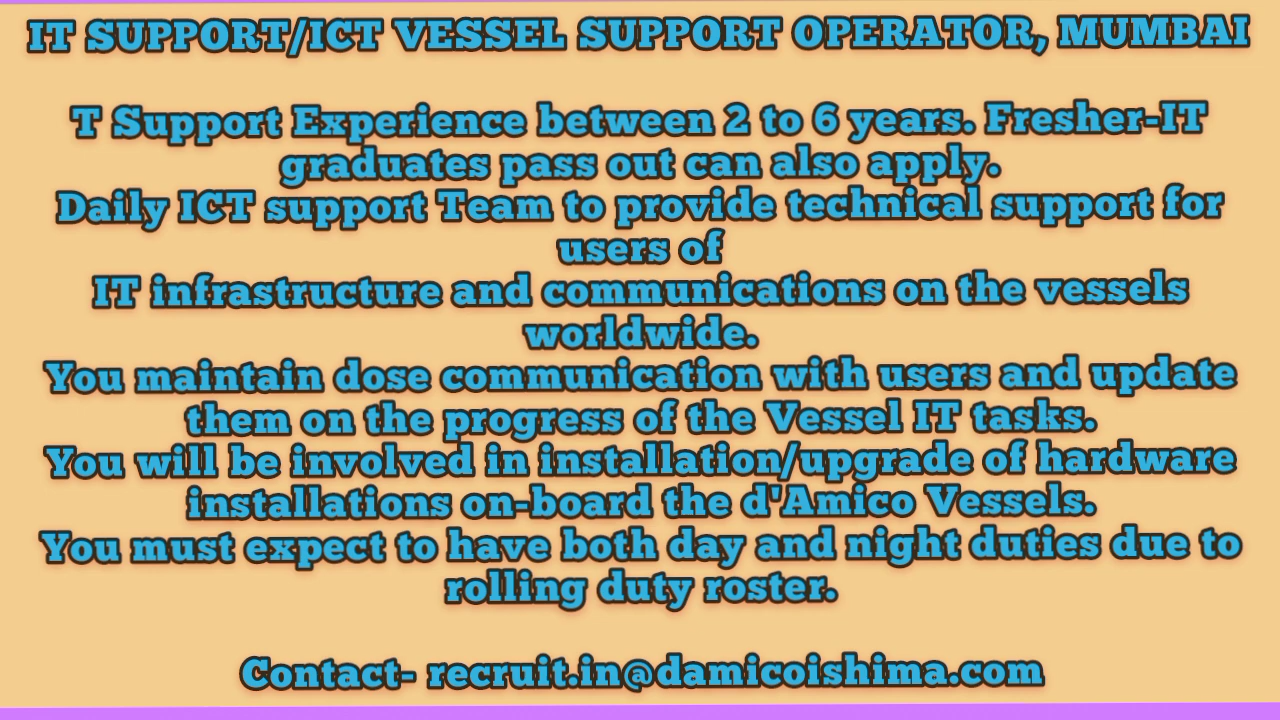 IT SUPPORT/ICT VESSEL SUPPORT OPERATOR, MUMBAI
T Support Experience between 2 to 6 years. Fresher-IT
graduates pass out can also apply.
Daily ICT support Team to provide technical support for
users of
IT infrastructure and communications on the vessels
worldwide.
You maintain dose communication with users and update
them on the progress of the Vessel IT tasks.
You will be involved in installation/upgrade of hardware
installations on-board the d'Amico Vessels.
You must expect to have both day and night duties due to
rolling duty roster.
Contact- recruit.in@damicoishima.com